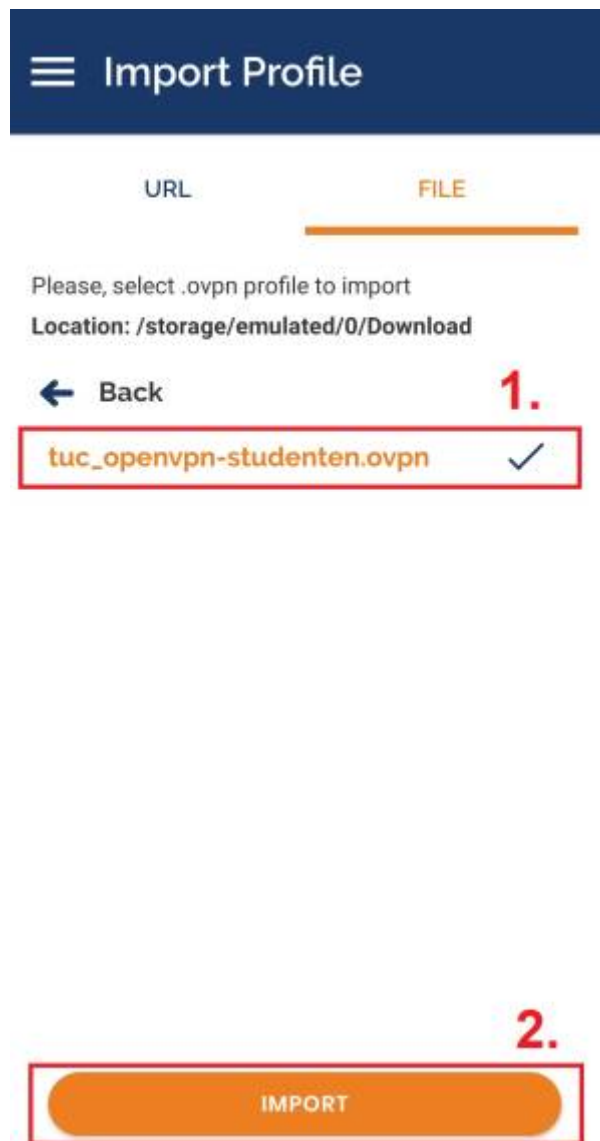 Import Profile
URL FILE
Please, select .ovpn profile to import
Location: /storage/emulated/0/Download
Back 1.
tuc_openvpn-studenten.ovpn
2.
IMPORT